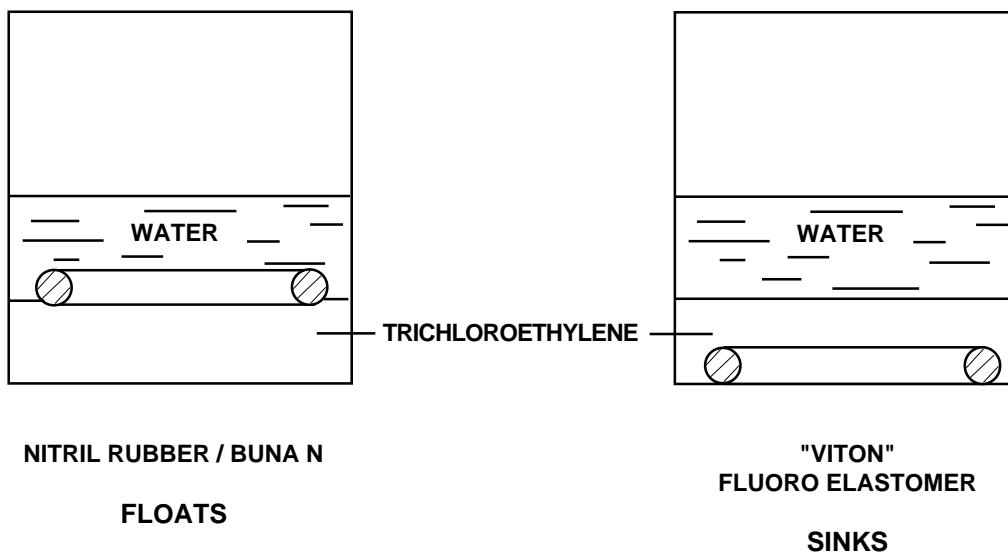 WATER
WATER
TRICHLOROETHYLENE
NITRIL RUBBER / BUNA N
FLOATS
"VITON"
FLUORO ELASTOMER
SINKS